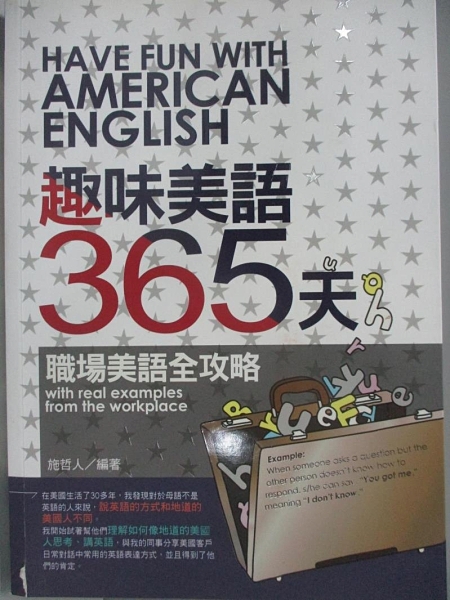 HAVE FUN WITH
AMERICAN
ENGLISH
趣味美語
365天
職場美語全攻略
with real examples
from the workplace
施哲人／編著
在美國生活了30多年，我發現對於母語不是
英語的人來說，說英語的方式和地道的
美國人不同。
我開始試著幫他們理解如何像地道的美國
人思考、講英語，與我的同事分享美國客戶
日常對話中常用的英語表達方式，並且得到了他
們的肯定。
Example:
When someone asks a question but the
other person doesn't know how to
respond, s/he can say "You got me,"
meaning "I don't know."